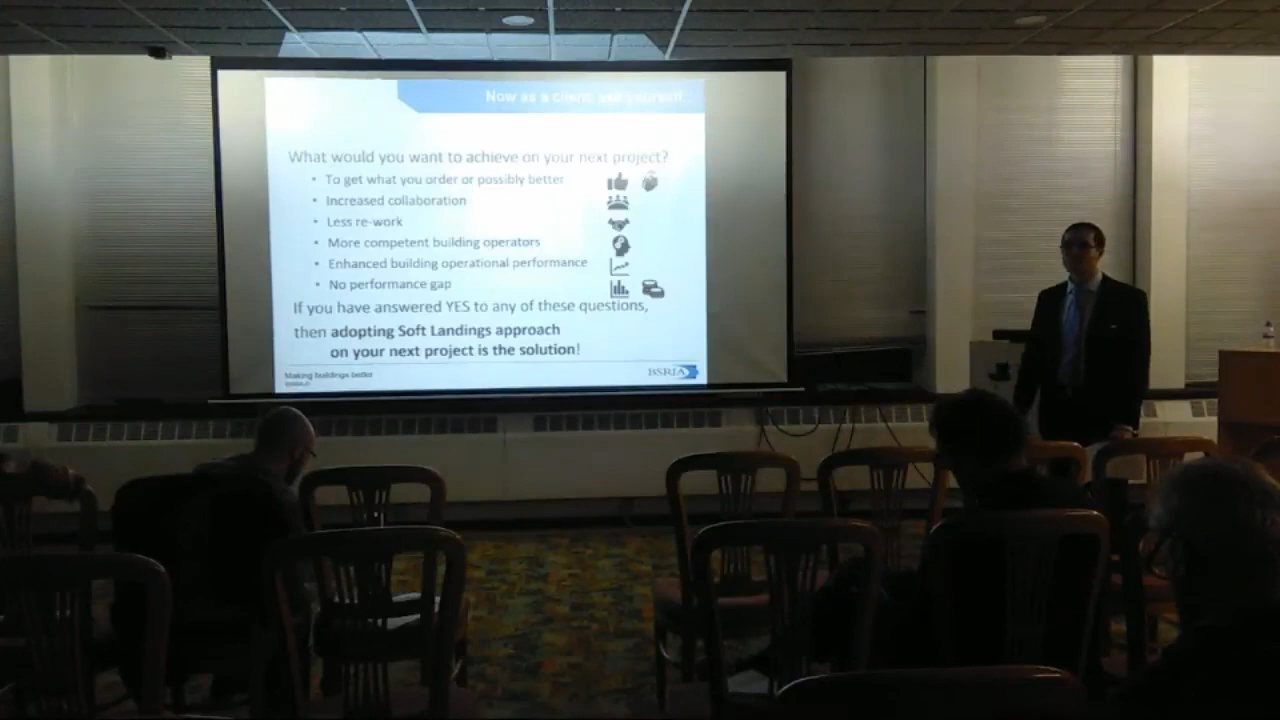 Now as a client ask yourself
What would you want to achieve on your next project?
• To get what you order or possibly better
• Increased collaboration
• Less re-work
• More competent building operators
• Enhanced building operational performance
• No performance gap
If you have answered YES to any of these questions,
then adopting Soft Landings approach
on your next project is the solution!
Making buildings better
BSRIA